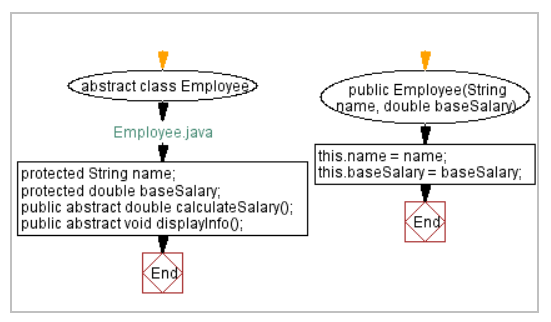 abstract class Employee
Employee.java
protected String name;
protected double baseSalary;
public abstract double calculateSalary();
public abstract void displayInfo();
End
public Employee(String
name, double baseSalary)
this.name = name;
this.baseSalary = baseSalary;
End